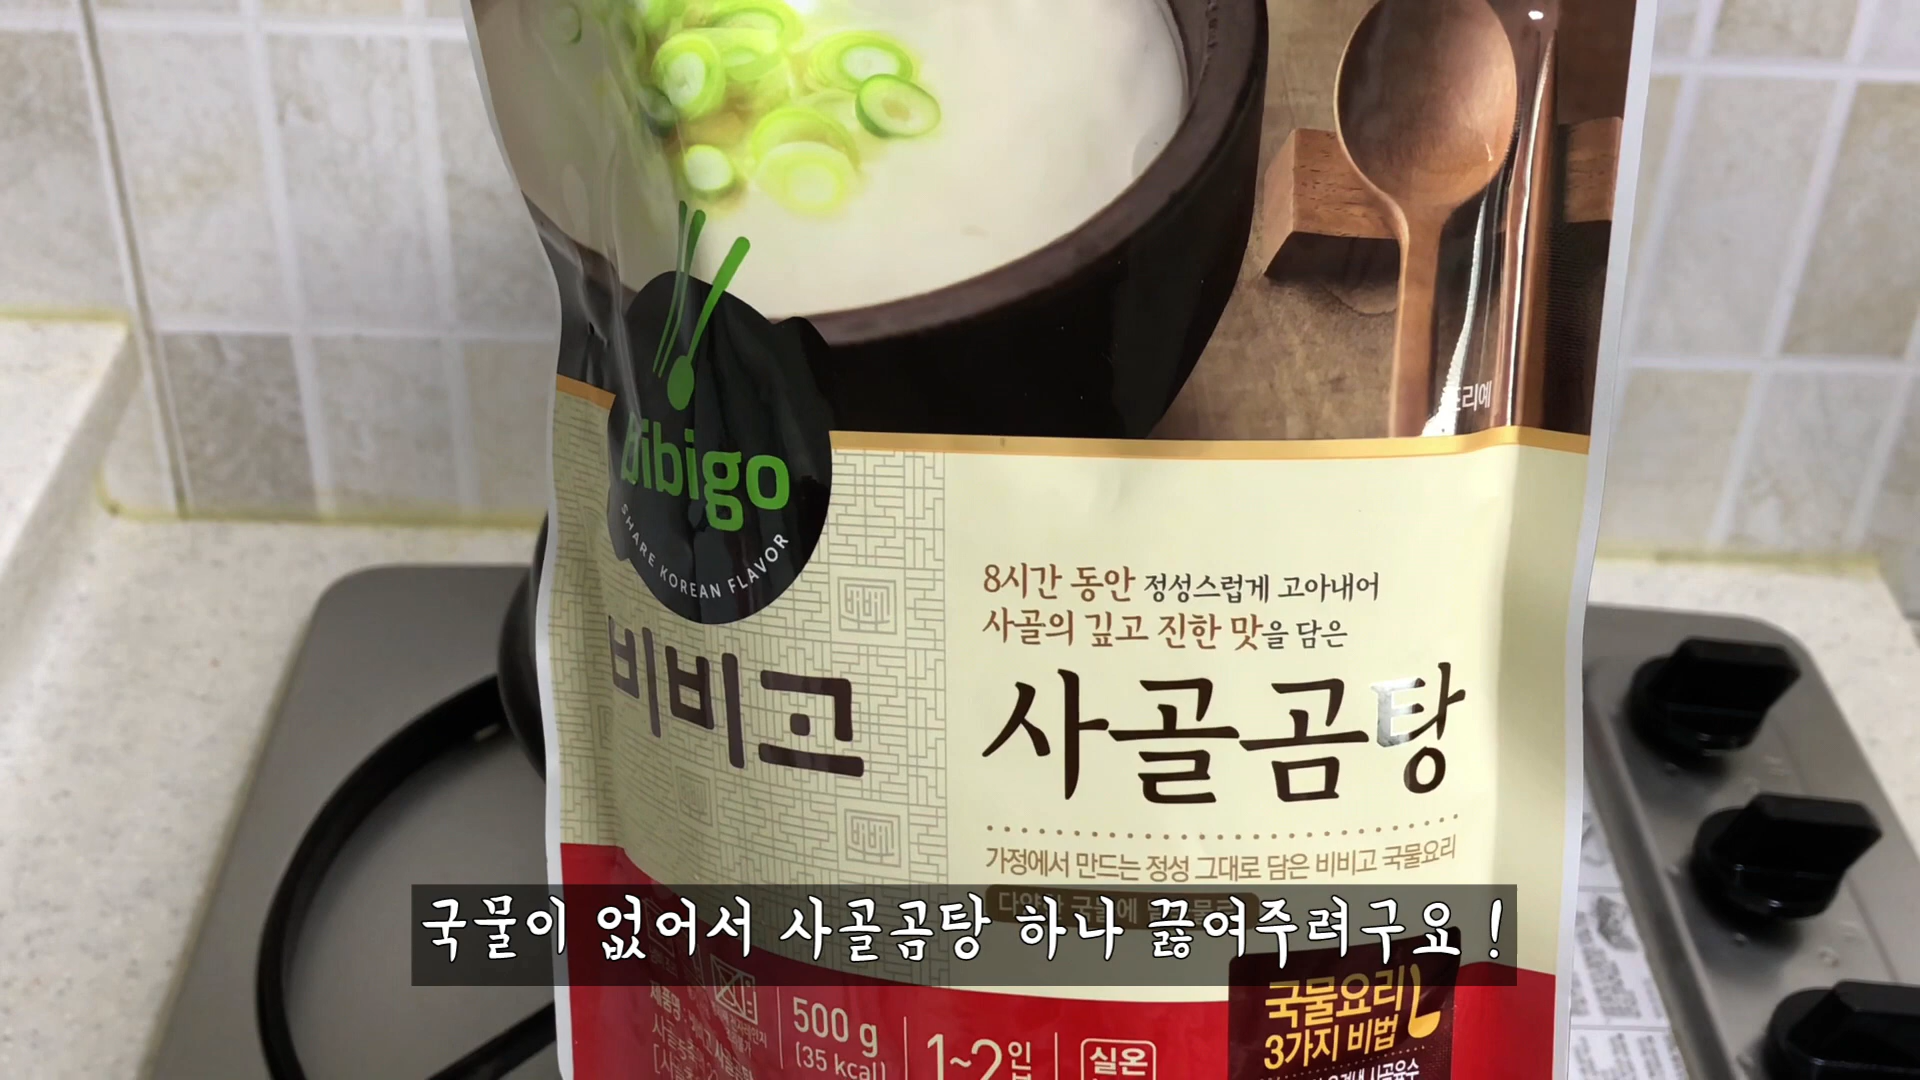 bibigo
SHARE KOREAN FLAVOR
비비고
8시간 동안 정성스럽게 고아내어
사골의 깊고 진한 맛을 담은
사골곰탕
가정에서 만드는 정성 그대로 담은 비비고 국물요리
국물이 없어서 사골곰탕 하나 끓여주려구요 !
500 g
(35 kcal)
1~2인
실온
국물요리
3가지 비법